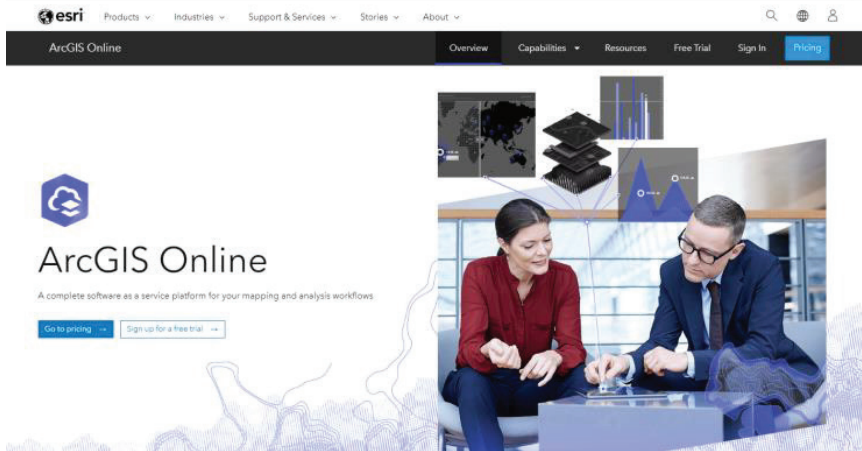 esri Products Industries Support & Services Stories About
ArcGIS Online Overview Capabilities Resources Free Trial Sign In Pricing
ArcGIS Online
A complete software as a service platform for your mapping and analysis workflows
Go to pricing → Sign up for a free trial →